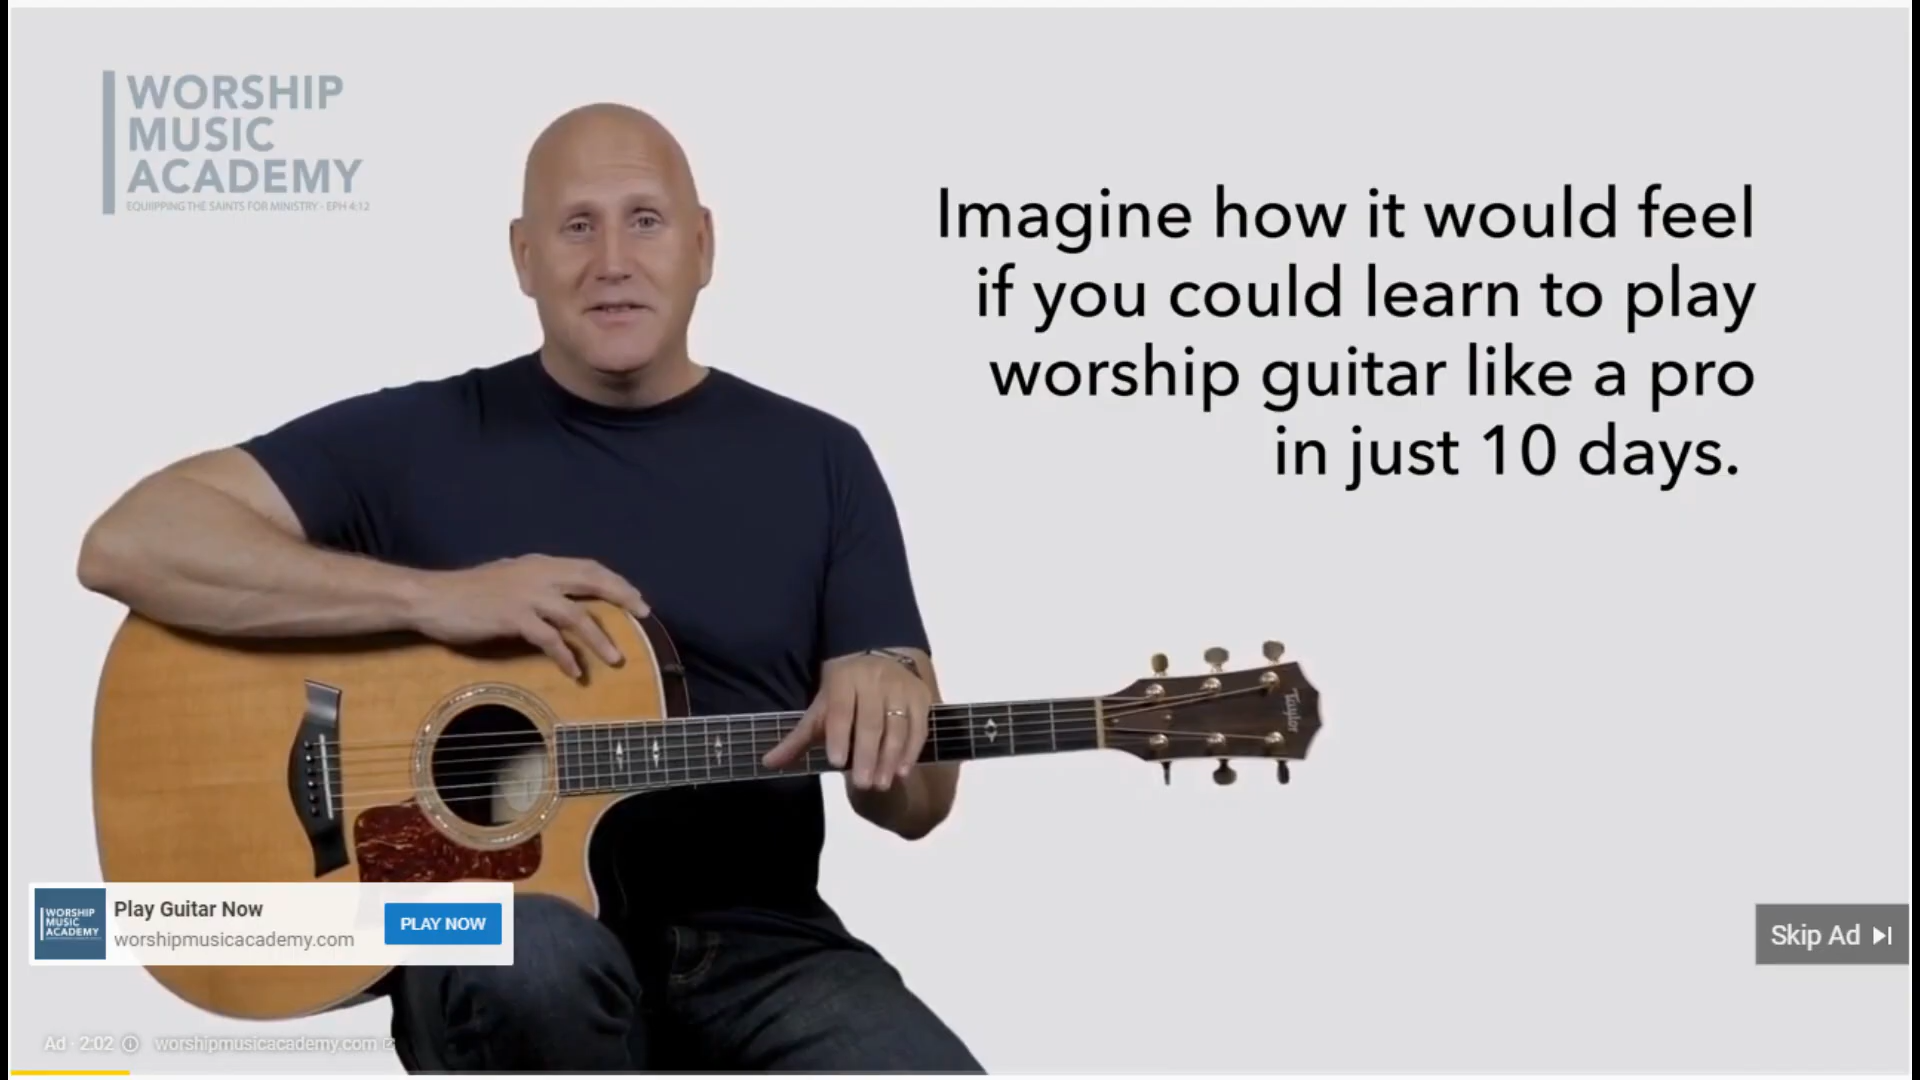 WORSHIP
MUSIC
ACADEMY
EQUIIPPING THE SAINTS FOR MINISTRY - EPH 4:12
Imagine how it would feel
if you could learn to play
worship guitar like a pro
in just 10 days.
Taylor
WORSHIP
MUSIC
ACADEMY
Play Guitar Now
worshipmusicacademy.com
PLAY NOW
Skip Ad
Ad · 2:02 worshipmusicacademy.com